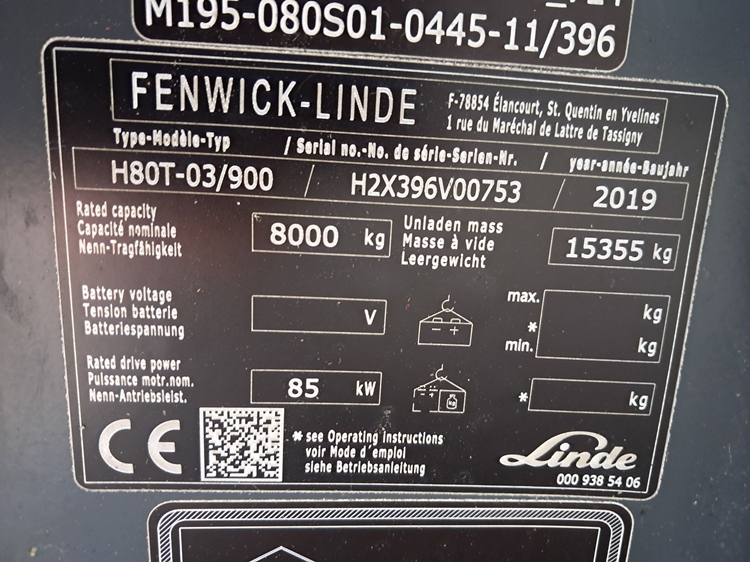 M195-080S01-0445-11/396
FENWICK-LINDE
F-78854 Élancourt, St. Quentin en Yvelines
1 rue du Maréchal de Lattre de Tassigny
Type-Modèle-Typ / Serial no.-No. de série-Serien-Nr. / year-année-Baujahr
H80T-03/900 / H2X396V00753 / 2019
Rated capacity
Capacité nominale
Nenn-Tragfähigkeit
8000 kg
Unladen mass
Masse à vide
Leergewicht
15355 kg
Battery voltage
Tension batterie
Batteriespannung
V
max. kg
*
min. kg
Rated drive power
Puissance motr.nom.
Nenn-Antriebsleist.
85 kW
kg
* kg
CE
* see Operating instructions
voir Mode d'emploi
siehe Betriebsanleitung
Linde
000 938 54 06